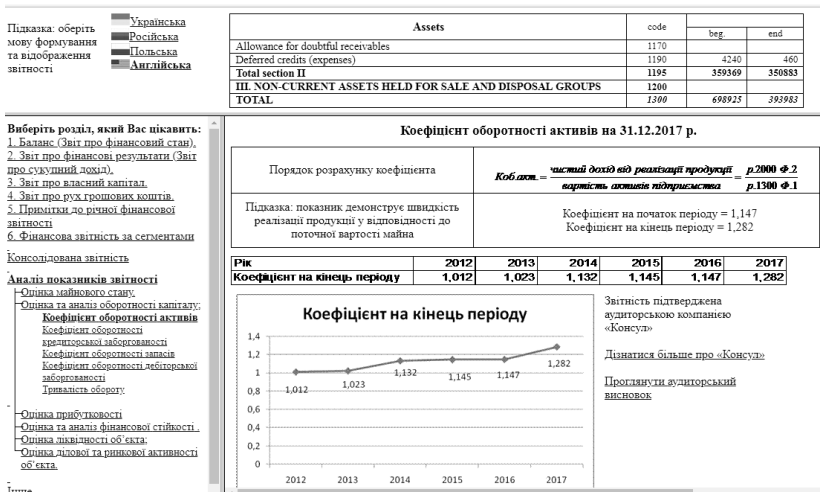 Підказка: оберіть
мову формування
та відображення
звітності
Українська
Російська
Польська
Англійська
Assets code
beg. end
Allowance for doubtful receivables 1170
Deferred credits (expenses) 1190 4240 460
Total section II 1195 359369 350883
III. NON-CURRENT ASSETS HELD FOR SALE AND DISPOSAL GROUPS 1200
TOTAL 1300 698925 393983
Виберіть розділ, який Вас цікавить:
1. Баланс (Звіт про фінансовий стан).
2. Звіт про фінансові результати (Звіт
про сукупний дохід).
3. Звіт про власний капітал.
4. Звіт про рух грошових коштів.
5. Примітки до річної фінансової
звітності
6. Фінансова звітність за сегментами
Консолідована звітність
Аналіз показників звітності
Оцінка майнового стану.
Оцінка та аналіз оборотності капіталу;
Коефіцієнт оборотності активів
Коефіцієнт оборотності
кредиторської заборгованості
Коефіцієнт оборотності запасів
Коефіцієнт оборотності дебіторської
заборгованості
Тривалість обороту
Оцінка прибутковості
Оцінка та аналіз фінансової стійкості .
Оцінка ліквідності об’єкта;
Оцінка ділової та ринкової активності
об’єкта.
Інше
Коефіцієнт оборотності активів на 31.12.2017 р.
Порядок розрахунку коефіцієнта
Коб.акт. = чистий дохід від реалізації продукції / вартість активів підприємства = р.2000 Ф.2 / р.1300 Ф.1
Підказка: показник демонструє швидкість
реалізації продукції у відповідності до
поточної вартості майна
Коефіцієнт на початок періоду = 1,147
Коефіцієнт на кінець періоду = 1,282
Рік 2012 2013 2014 2015 2016 2017
Коефіцієнт на кінець періоду 1,012 1,023 1,132 1,145 1,147 1,282
Коефіцієнт на кінець періоду
1,4
1,2
1
0,8
0,6
0,4
0,2
0
1,012 1,023 1,132 1,145 1,147 1,282
2012 2013 2014 2015 2016 2017
Звітність підтверджена
аудиторською компанією
«Консул»
Дізнатися більше про «Консул»
Проглянути аудиторський
висновок